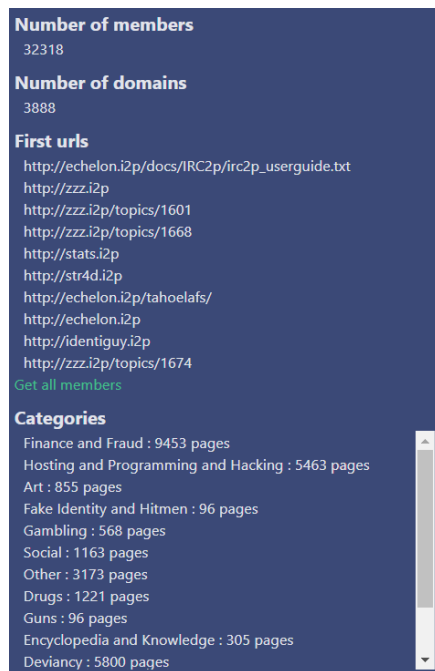 Number of members
32318
Number of domains
3888
First urls
http://echelon.i2p/docs/IRC2p/irc2p_userguide.txt
http://zzz.i2p
http://zzz.i2p/topics/1601
http://zzz.i2p/topics/1668
http://stats.i2p
http://str4d.i2p
http://echelon.i2p/tahoelafs/
http://echelon.i2p
http://identiguy.i2p
http://zzz.i2p/topics/1674
Get all members
Categories
Finance and Fraud : 9453 pages
Hosting and Programming and Hacking : 5463 pages
Art : 855 pages
Fake Identity and Hitmen : 96 pages
Gambling : 568 pages
Social : 1163 pages
Other : 3173 pages
Drugs : 1221 pages
Guns : 96 pages
Encyclopedia and Knowledge : 305 pages
Deviancy : 5800 pages